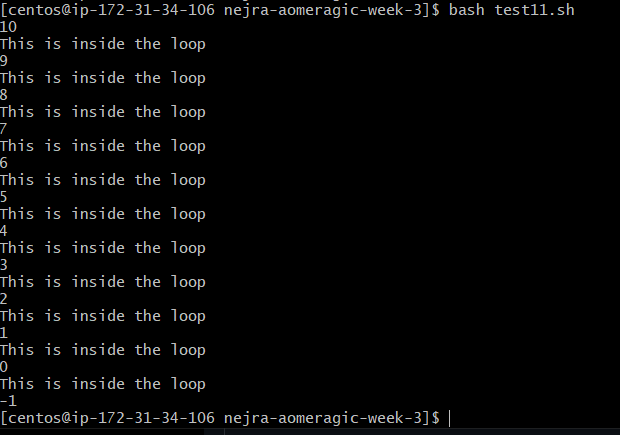 [centos@ip-172-31-34-106 nejra-aomeragic-week-3]$ bash test11.sh
10
This is inside the loop
9
This is inside the loop
8
This is inside the loop
7
This is inside the loop
6
This is inside the loop
5
This is inside the loop
4
This is inside the loop
3
This is inside the loop
2
This is inside the loop
1
This is inside the loop
0
This is inside the loop
-1
[centos@ip-172-31-34-106 nejra-aomeragic-week-3]$